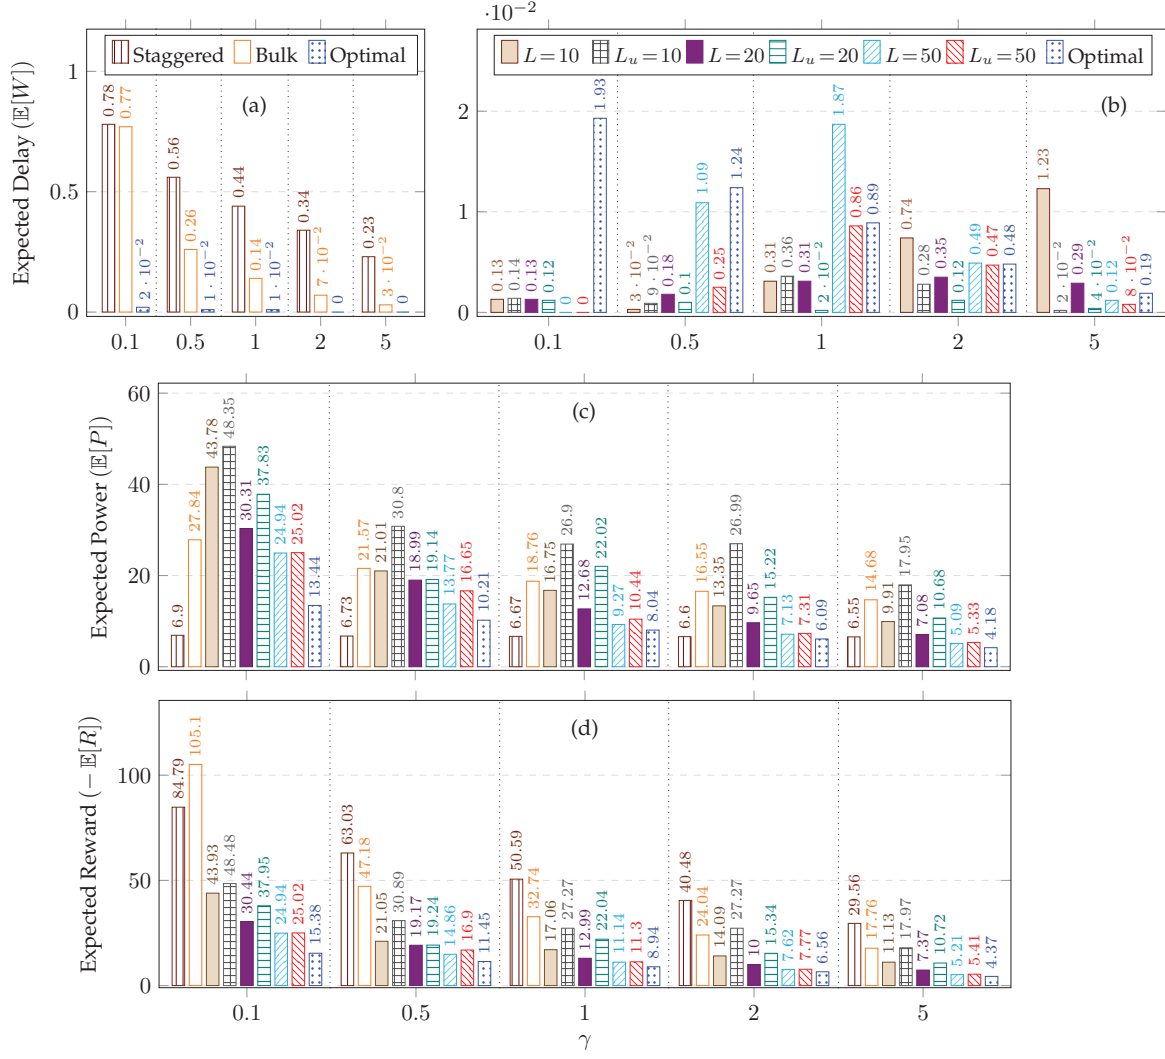 ·10⁻²
Staggered Bulk Optimal
L=10 Lᵤ=10 L=20 Lᵤ=20 L=50 Lᵤ=50 Optimal
Expected Delay (𝔼[W])
1
0.5
0
(a)
0.78 0.77 2 · 10⁻²
0.56 0.26 1 · 10⁻²
0.44 0.14 1 · 10⁻²
0.34 7 · 10⁻² 0
0.23 3 · 10⁻² 0
0.1 0.5 1 2 5
2
1
0
(b)
0.13 0.14 0.13 0.12 0 0 1.93
3 · 10⁻² 9 · 10⁻² 0.18 0.1 1.09 0.25 1.24
0.31 0.36 0.31 2 · 10⁻² 1.87 0.86 0.89
0.74 0.28 0.35 0.12 0.49 0.47 0.48
1.23 2 · 10⁻² 0.29 4 · 10⁻² 0.12 8 · 10⁻² 0.19
0.1 0.5 1 2 5
Expected Power (𝔼[P])
60
40
20
0
(c)
6.9 27.84 43.78 48.35 30.31 37.83 24.94 25.02 13.44
6.73 21.57 21.01 30.8 18.99 19.14 13.77 16.65 10.21
6.67 18.76 16.75 26.9 12.68 22.02 9.27 10.44 8.04
6.6 16.55 13.35 26.99 9.65 15.22 7.13 7.31 6.09
6.55 14.68 9.91 17.95 7.08 10.68 5.09 5.33 4.18
Expected Reward (− 𝔼[R])
100
50
0
(d)
84.79 105.1 43.93 48.48 30.44 37.95 24.94 25.02 15.38
63.03 47.18 21.05 30.89 19.17 19.24 14.86 16.9 11.45
50.59 32.74 17.06 27.27 12.99 22.04 11.14 11.3 8.94
40.48 24.04 14.09 27.27 10 15.34 7.62 7.77 6.56
29.56 17.76 11.13 17.97 7.37 10.72 5.21 5.41 4.37
0.1 0.5 1 2 5
γ